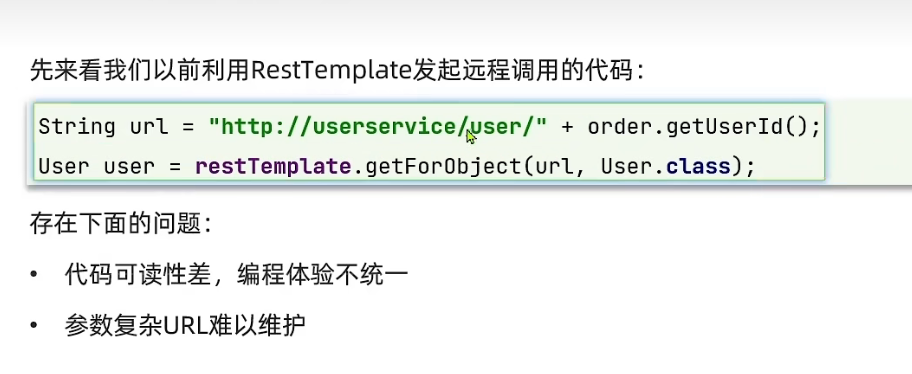 先来看我们以前利用RestTemplate发起远程调用的代码：
String url = "http://userservice/user/" + order.getUserId();
User user = restTemplate.getForObject(url, User.class);
存在下面的问题：
• 代码可读性差，编程体验不统一
• 参数复杂URL难以维护